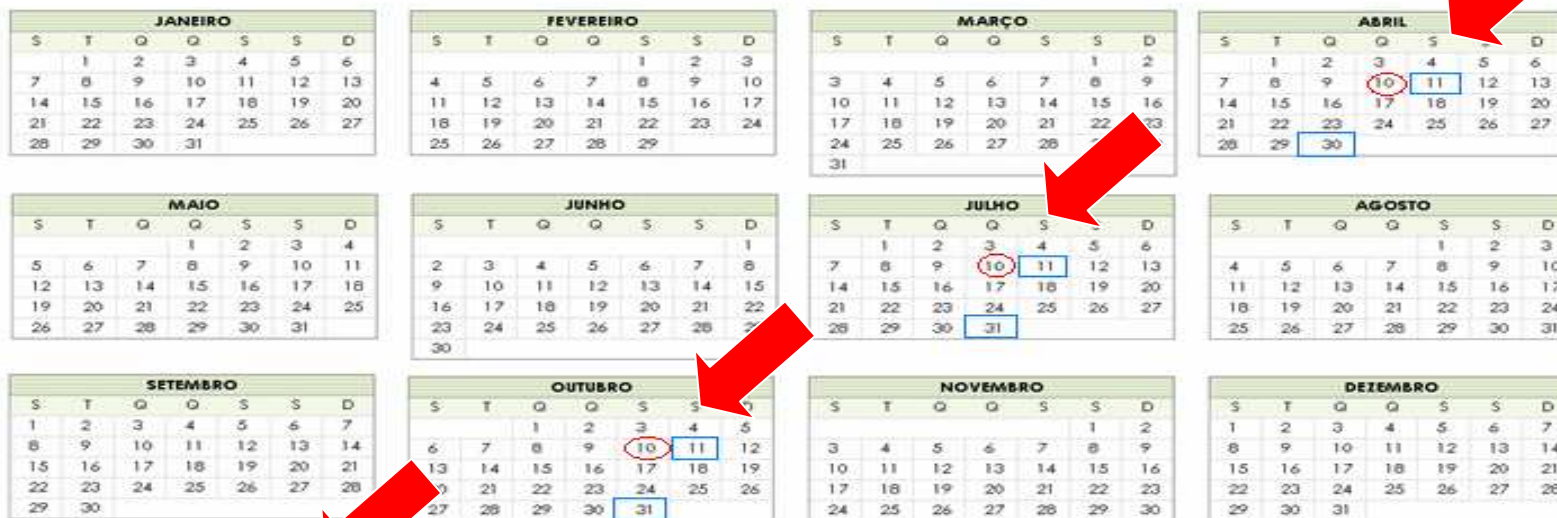 JANEIRO FEVEREIRO MARÇO ABRIL
S T Q Q S S D S T Q Q S S D S T Q Q S S D S T Q Q S D
1 2 3 4 5 6 1 2 3 1 2 1 2 3 4 5 6
7 8 9 10 11 12 13 4 5 6 7 8 9 10 3 4 5 6 7 8 9 7 8 9 10 11 12 13
14 15 16 17 18 19 20 11 12 13 14 15 16 17 10 11 12 13 14 15 16 14 15 16 17 18 19 20
21 22 23 24 25 26 27 18 19 20 21 22 23 24 17 18 19 20 21 22 23 21 22 23 24 25 26 27
28 29 30 31 25 26 27 28 29 24 25 26 27 28 28 29 30
31
MAIO JUNHO JULHO AGOSTO
S T Q Q S S D S T Q Q S S D S T Q Q S D S T Q Q S S D
1 2 3 4 1 1 2 3 4 5 6 1 2 3
5 6 7 8 9 10 11 2 3 4 5 6 7 8 7 8 9 10 11 12 13 4 5 6 7 8 9 10
12 13 14 15 16 17 18 9 10 11 12 13 14 15 14 15 16 17 18 19 20 11 12 13 14 15 16 17
19 20 21 22 23 24 25 16 17 18 19 20 21 22 21 22 23 24 25 26 27 18 19 20 21 22 23 24
26 27 28 29 30 31 23 24 25 26 27 28 28 29 30 31 25 26 27 28 29 30 31
30
SETEMBRO OUTUBRO NOVEMBRO DEZEMBRO
S T Q Q S S D S T Q Q S S S T Q Q S S D S T Q Q S S D
1 2 3 4 5 6 7 1 2 3 4 5 1 2 1 2 3 4 5 6 7
8 9 10 11 12 13 14 6 7 8 9 10 11 12 3 4 5 6 7 8 9 8 9 10 11 12 13 14
15 16 17 18 19 20 21 13 14 15 16 17 18 19 10 11 12 13 14 15 16 15 16 17 18 19 20 21
22 23 24 25 26 27 28 21 22 23 24 25 26 17 18 19 20 21 22 23 22 23 24 25 26 27 28
29 30 27 28 29 30 31 24 25 26 27 28 29 30 29 30 31